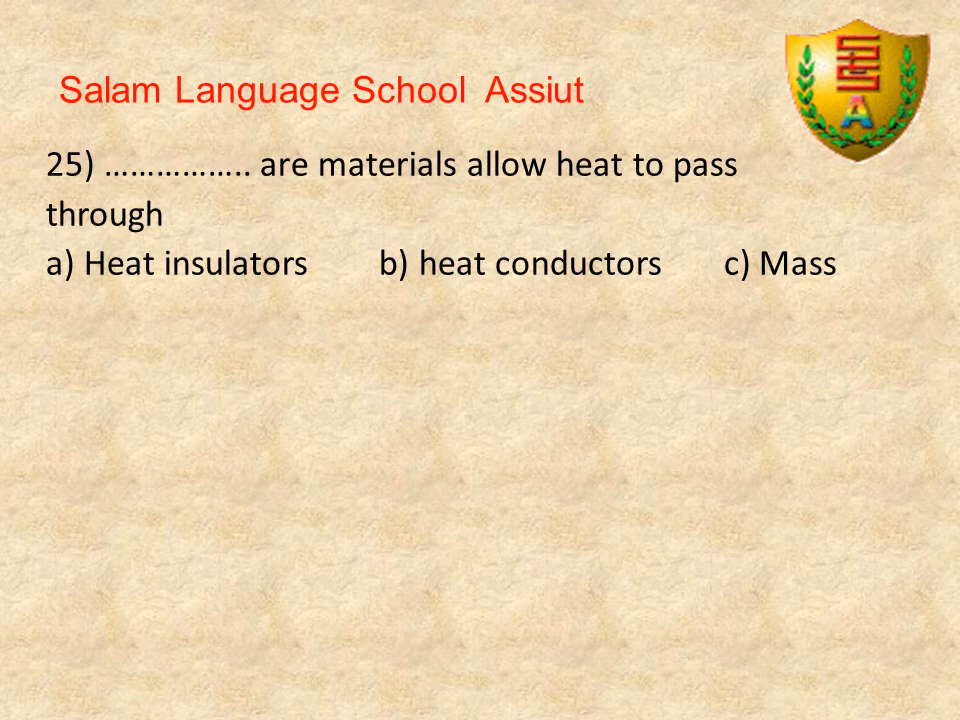 Salam Language School Assiut
25) …………….. are materials allow heat to pass
through
a) Heat insulators b) heat conductors c) Mass